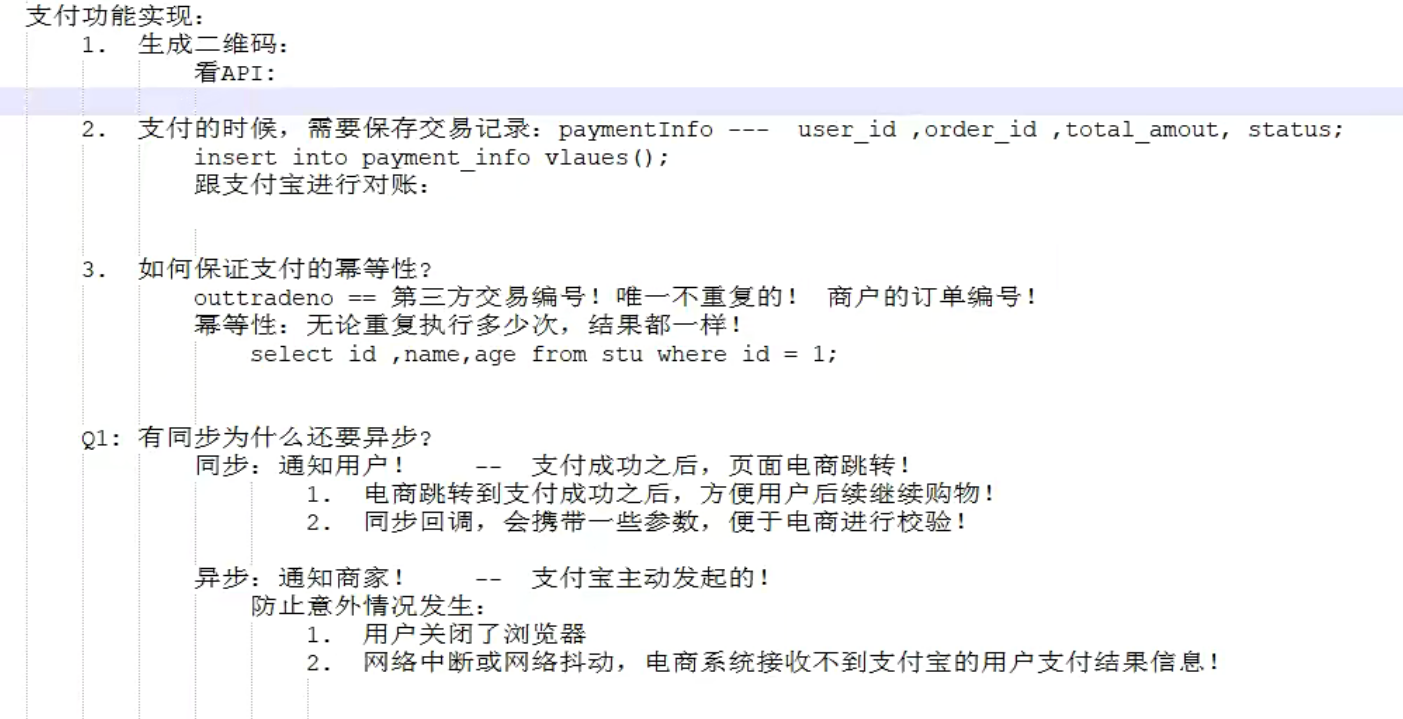 支付功能实现：
1. 生成二维码：
看API:
2. 支付的时候，需要保存交易记录：paymentInfo --- user_id ,order_id ,total_amout, status;
insert into payment_info vlaues();
跟支付宝进行对账：
3. 如何保证支付的幂等性?
outtradeno == 第三方交易编号！唯一不重复的！ 商户的订单编号！
幂等性：无论重复执行多少次，结果都一样！
select id ,name,age from stu where id = 1;
Q1: 有同步为什么还要异步?
同步：通知用户！ -- 支付成功之后，页面电商跳转！
1. 电商跳转到支付成功之后，方便用户后续继续购物！
2. 同步回调，会携带一些参数，便于电商进行校验！
异步：通知商家！ -- 支付宝主动发起的！
防止意外情况发生：
1. 用户关闭了浏览器
2. 网络中断或网络抖动，电商系统接收不到支付宝的用户支付结果信息！